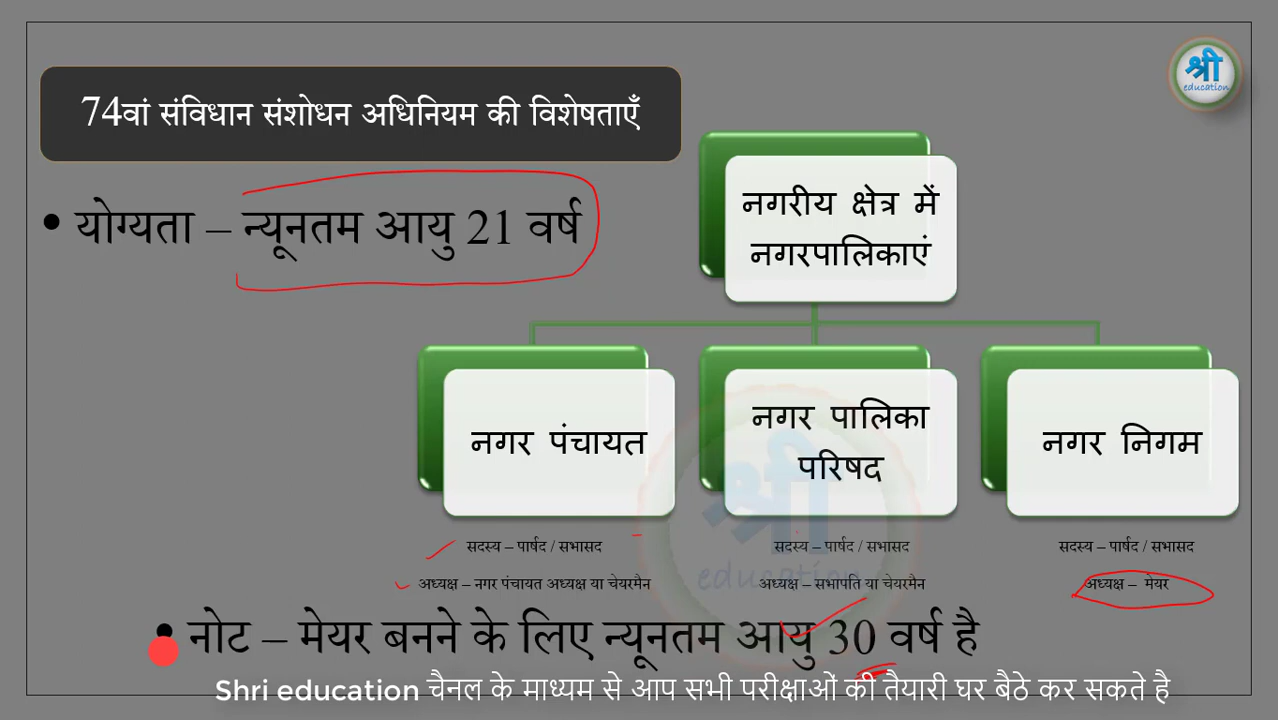 श्री
education
74वां संविधान संशोधन अधिनियम की विशेषताएँ
• योग्यता – न्यूनतम आयु 21 वर्ष
नगरीय क्षेत्र में
नगरपालिकाएं
नगर पंचायत
नगर पालिका
परिषद
नगर निगम
श्री
education
सदस्य – पार्षद / सभासद
अध्यक्ष – नगर पंचायत अध्यक्ष या चेयरमैन
सदस्य – पार्षद / सभासद
अध्यक्ष – सभापति या चेयरमैन
सदस्य – पार्षद / सभासद
अध्यक्ष – मेयर
• नोट – मेयर बनने के लिए न्यूनतम आयु 30 वर्ष है
Shri education चैनल के माध्यम से आप सभी परीक्षाओं की तैयारी घर बैठे कर सकते है